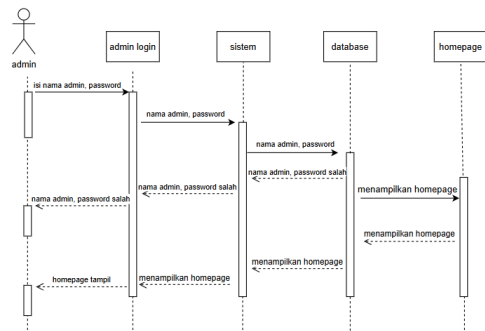 admin login
sistem
database
homepage
admin
isi nama admin, password
nama admin, password
nama admin, password
nama admin, password salah
nama admin, password salah
menampilkan homepage
nama admin, password salah
menampilkan homepage
menampilkan homepage
menampilkan homepage
homepage tampil